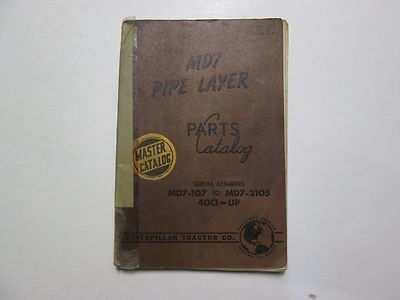 MD7
PIPE LAYER
PARTS
Catalog
MASTER
CATALOG
SERIAL NUMBERS
MD7-107 TO MD7-2105
40C1-UP
CATERPILLAR TRACTOR CO.